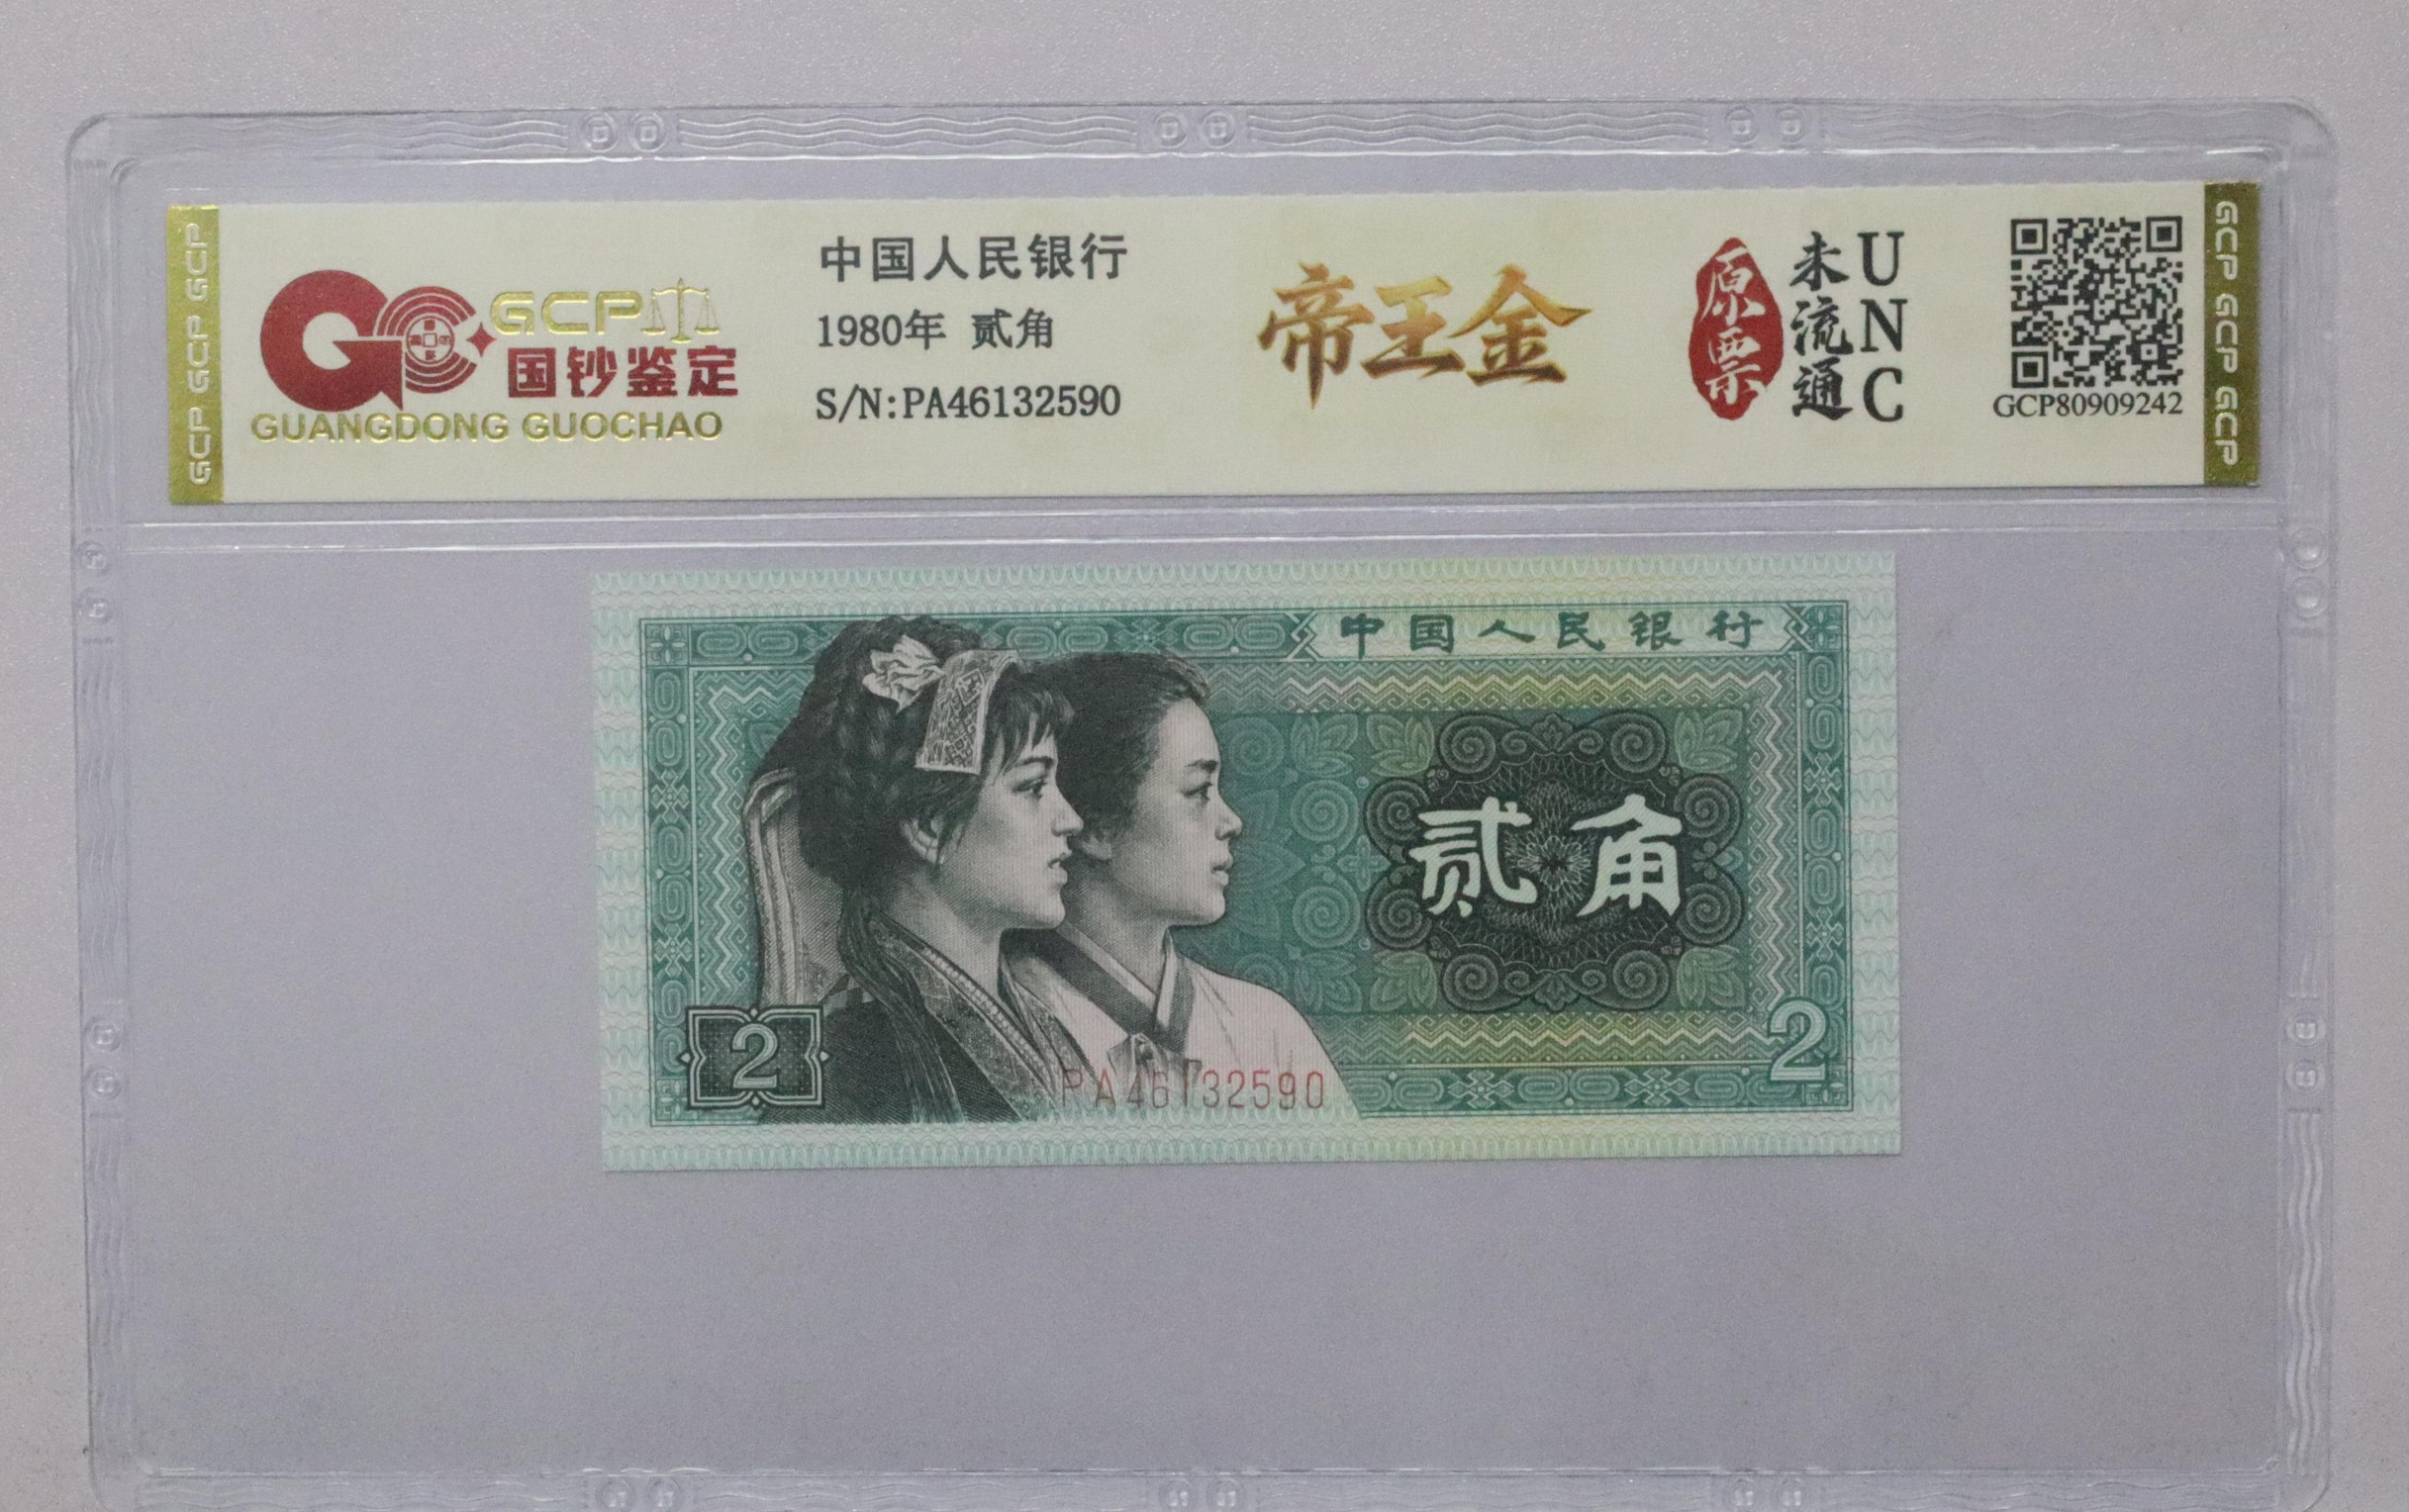 GCP GCP GCP
GCP
国钞鉴定
GUANGDONG GUOCHAO
中国人民银行
1980年 贰角
S/N:PA46132590
帝王金
原票
未流通
UNC
GCP80909242
GCP GCP GCP
中国人民银行
贰角
2
2
PA46132590